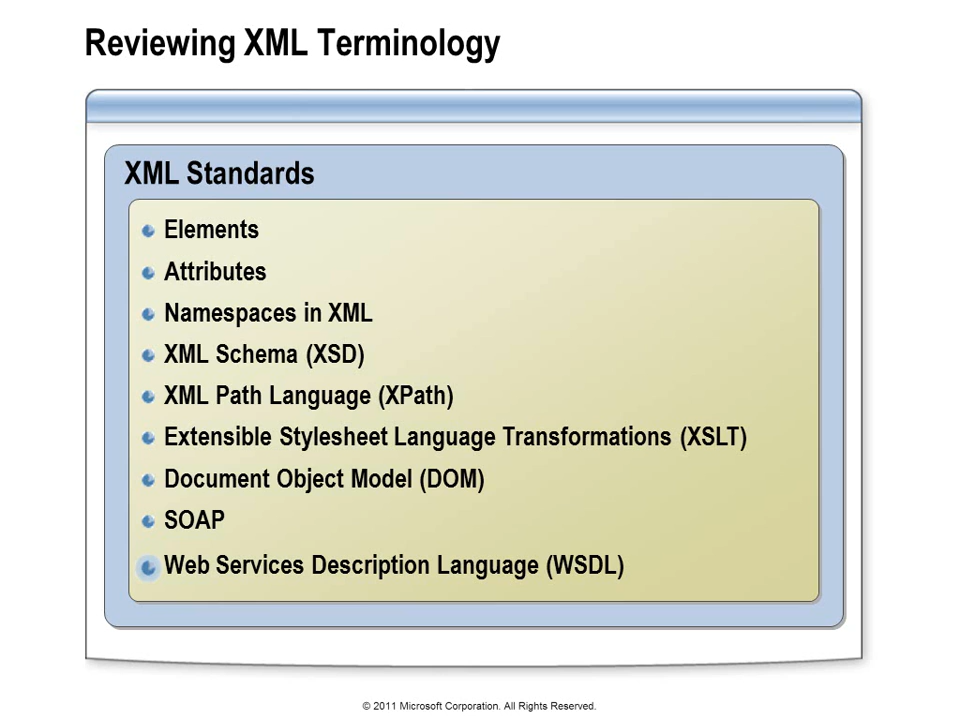 Reviewing XML Terminology
XML Standards
Elements
Attributes
Namespaces in XML
XML Schema (XSD)
XML Path Language (XPath)
Extensible Stylesheet Language Transformations (XSLT)
Document Object Model (DOM)
SOAP
Web Services Description Language (WSDL)
© 2011 Microsoft Corporation. All Rights Reserved.